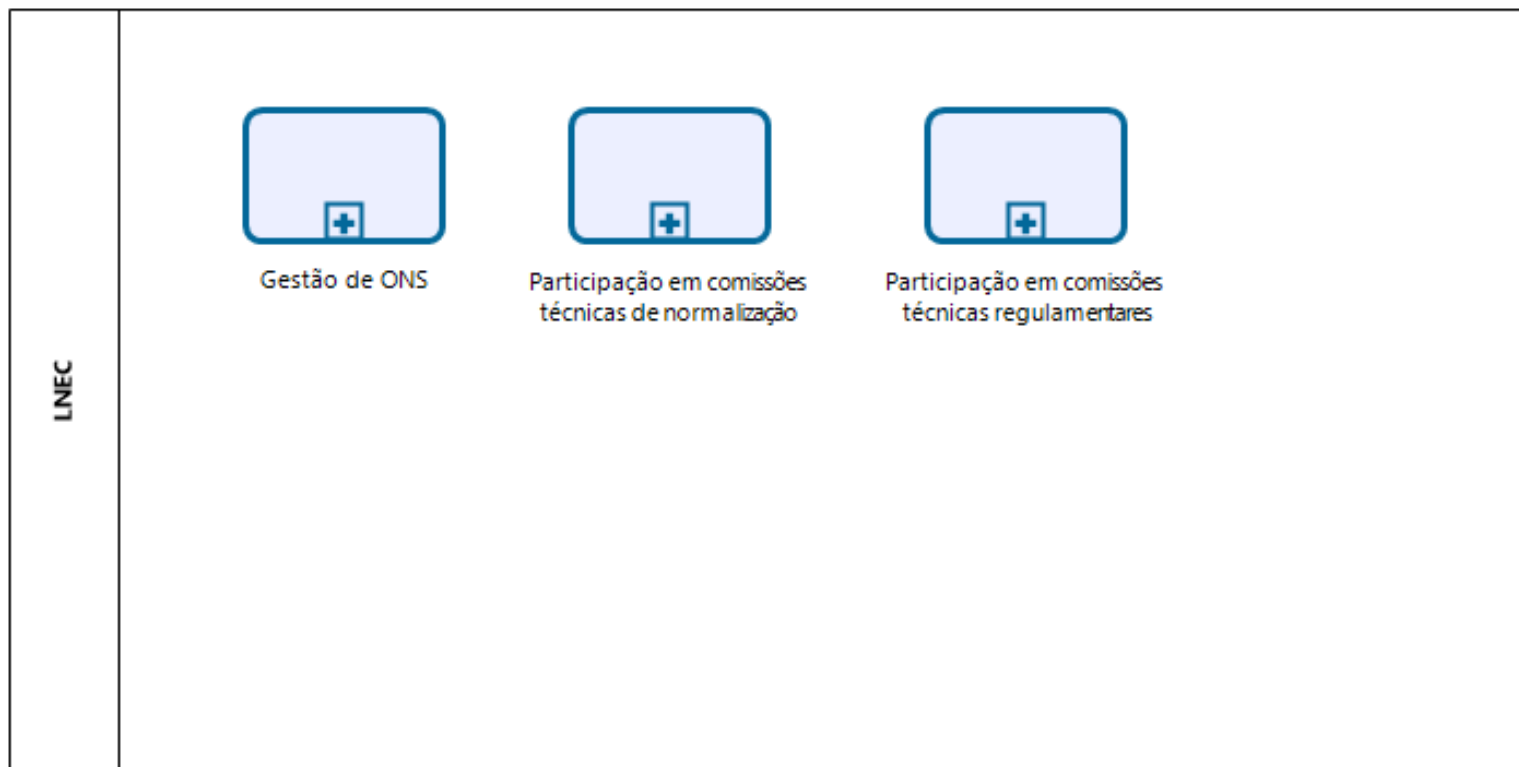 LNEC
Gestão de ONS
Participação em comissões
técnicas de normalização
Participação em comissões
técnicas regulamentares